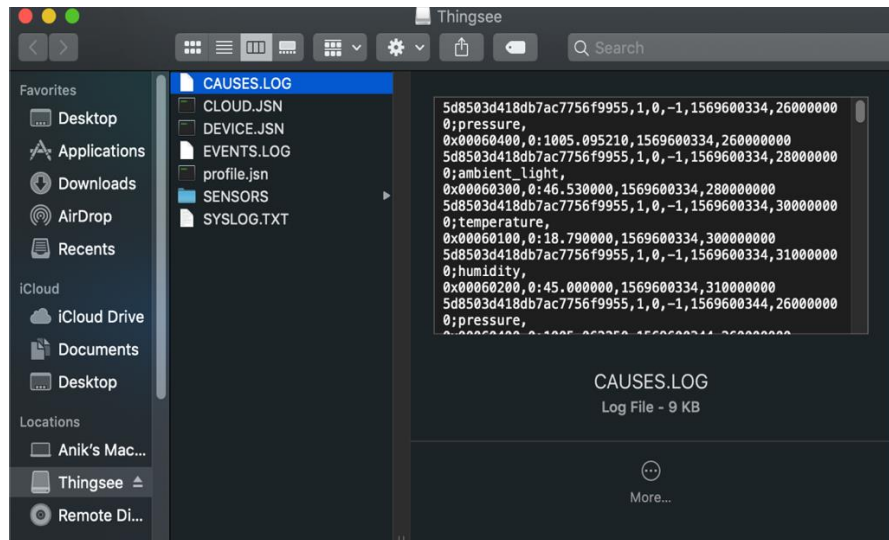 Thingsee
Search
Favorites
Desktop
Applications
Downloads
AirDrop
Recents
iCloud
iCloud Drive
Documents
Desktop
Locations
Anik's Mac...
Thingsee
Remote Di...
CAUSES.LOG
CLOUD.JSN
DEVICE.JSN
EVENTS.LOG
profile.jsn
SENSORS
SYSLOG.TXT
5d8503d418db7ac7756f9955,1,0,-1,1569600334,26000000
0;pressure,
0x00060400,0:1005.095210,1569600334,260000000
5d8503d418db7ac7756f9955,1,0,-1,1569600334,28000000
0;ambient_light,
0x00060300,0:46.530000,1569600334,280000000
5d8503d418db7ac7756f9955,1,0,-1,1569600334,30000000
0;temperature,
0x00060100,0:18.790000,1569600334,300000000
5d8503d418db7ac7756f9955,1,0,-1,1569600334,31000000
0;humidity,
0x00060200,0:45.000000,1569600334,310000000
5d8503d418db7ac7756f9955,1,0,-1,1569600344,26000000
0;pressure,
CAUSES.LOG
Log File - 9 KB
More...